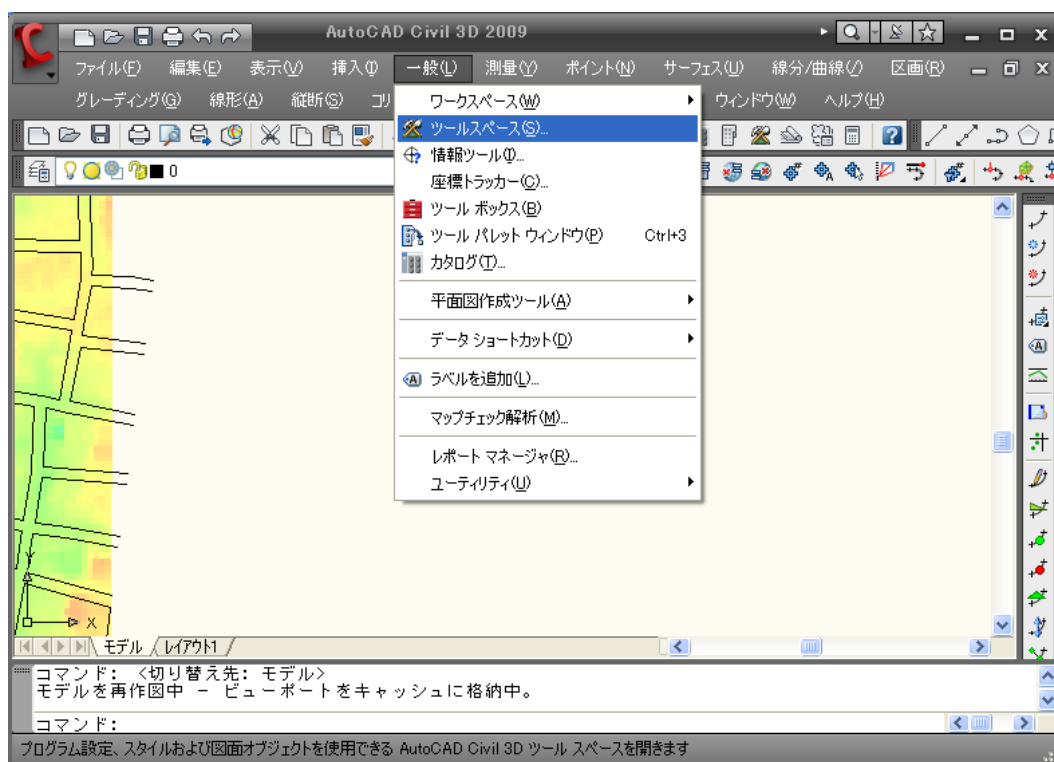 AutoCAD Civil 3D 2009
ファイル(F) 編集(E) 表示(V) 挿入(I) 一般(L) 測量(Y) ポイント(N) サーフェス(U) 線分/曲線(/) 区画(R)
グレーディング(G) 線形(A) 縦断(S) コリ ウィンドウ(W) ヘルプ(H)
0
ワークスペース(W)
ツールスペース(S)...
情報ツール(I)...
座標トラッカー(C)...
ツール ボックス(B)
ツール パレット ウィンドウ(P) Ctrl+3
カタログ(T)...
平面図作成ツール(A)
データ ショートカット(D)
ラベルを追加(L)...
マップチェック解析(M)...
レポート マネージャ(R)...
ユーティリティ(U)
Y
X
モデル レイアウト1
コマンド: <切り替え先: モデル>
モデルを再作図中 - ビューポートをキャッシュに格納中。
コマンド:
プログラム設定、スタイルおよび図面オブジェクトを使用できる AutoCAD Civil 3D ツール スペースを開きます